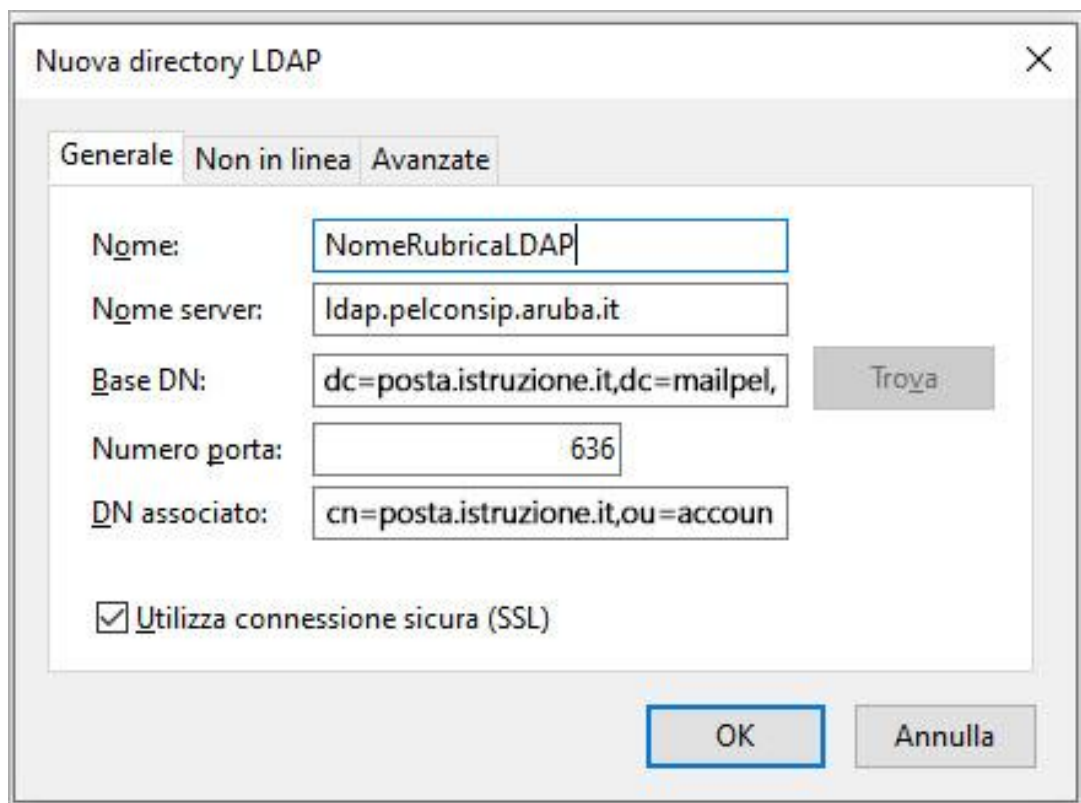 Nuova directory LDAP
Generale Non in linea Avanzate
Nome: NomeRubricaLDAP
Nome server: ldap.pelconsip.aruba.it
Base DN: dc=posta.istruzione.it,dc=mailpel, Trova
Numero porta: 636
DN associato: cn=posta.istruzione.it,ou=accoun
Utilizza connessione sicura (SSL)
OK Annulla